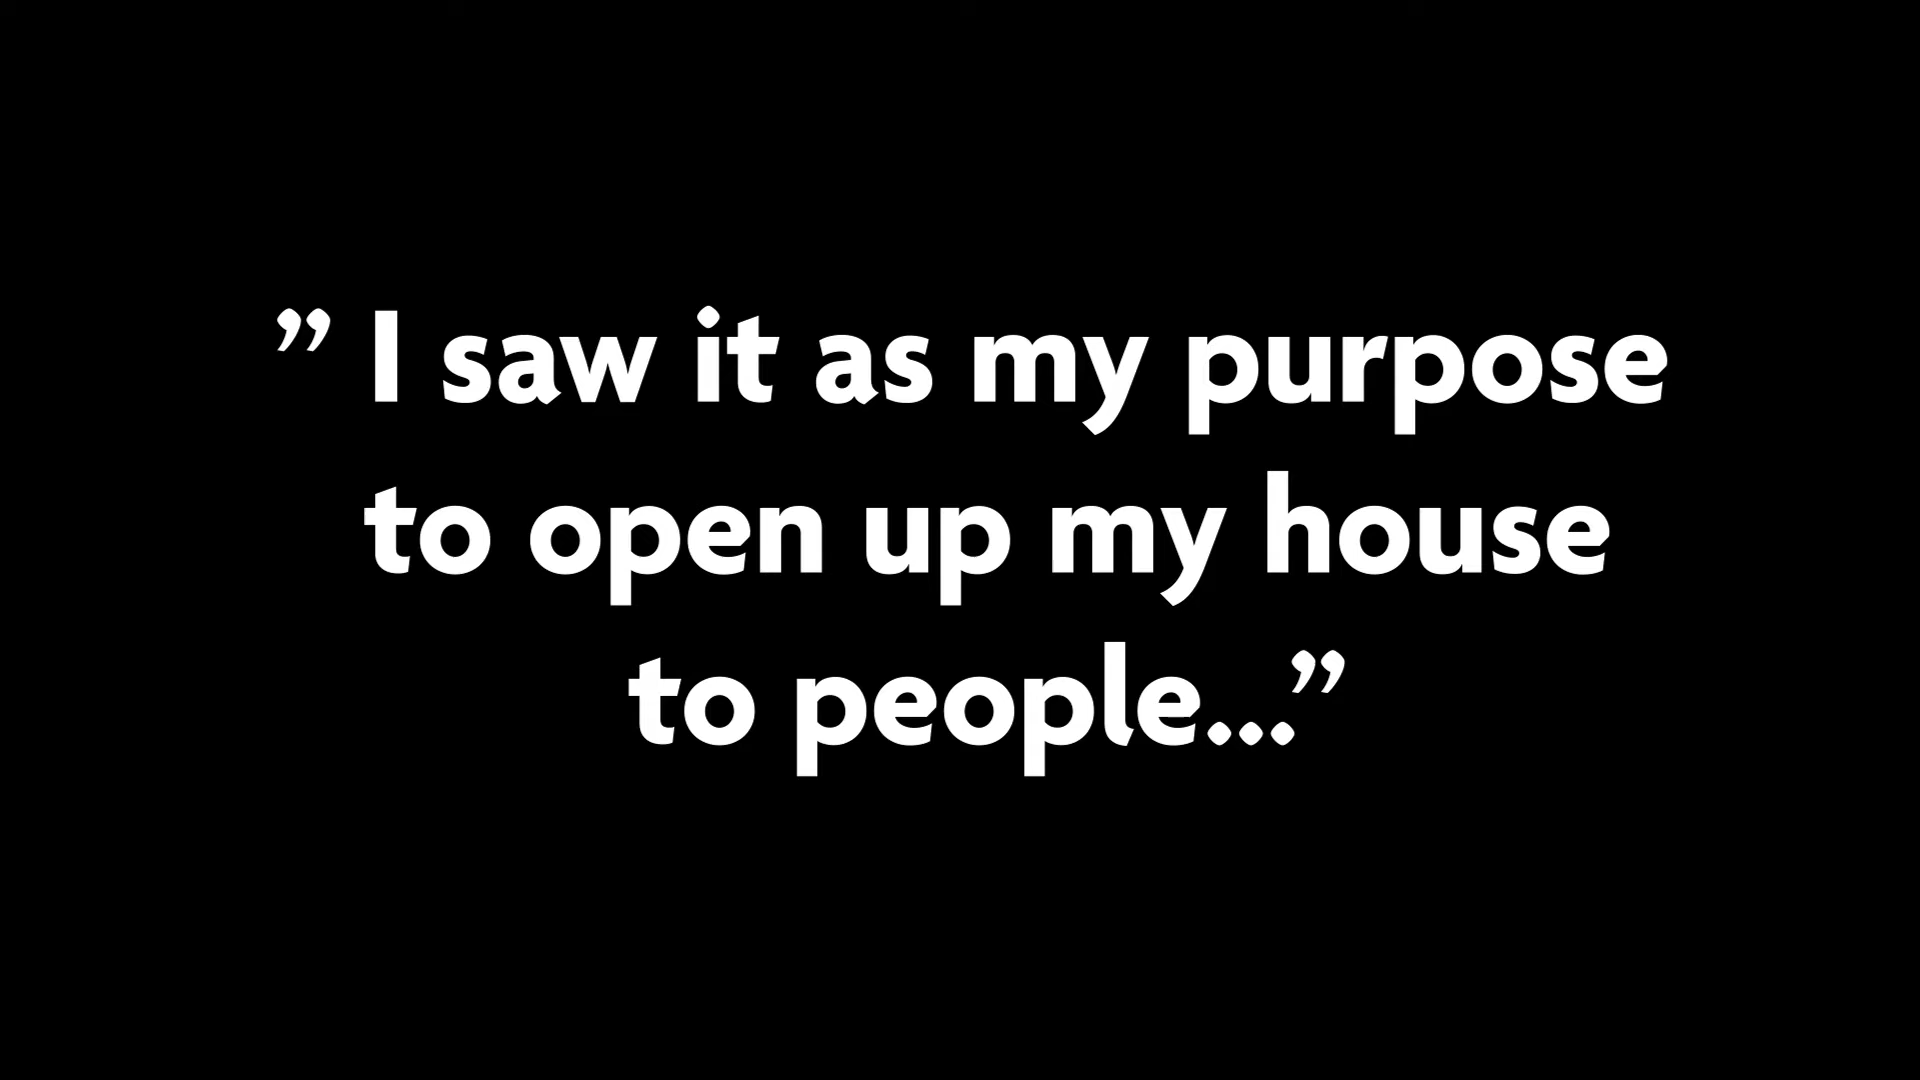 ” I saw it as my purpose
to open up my house
to people...”